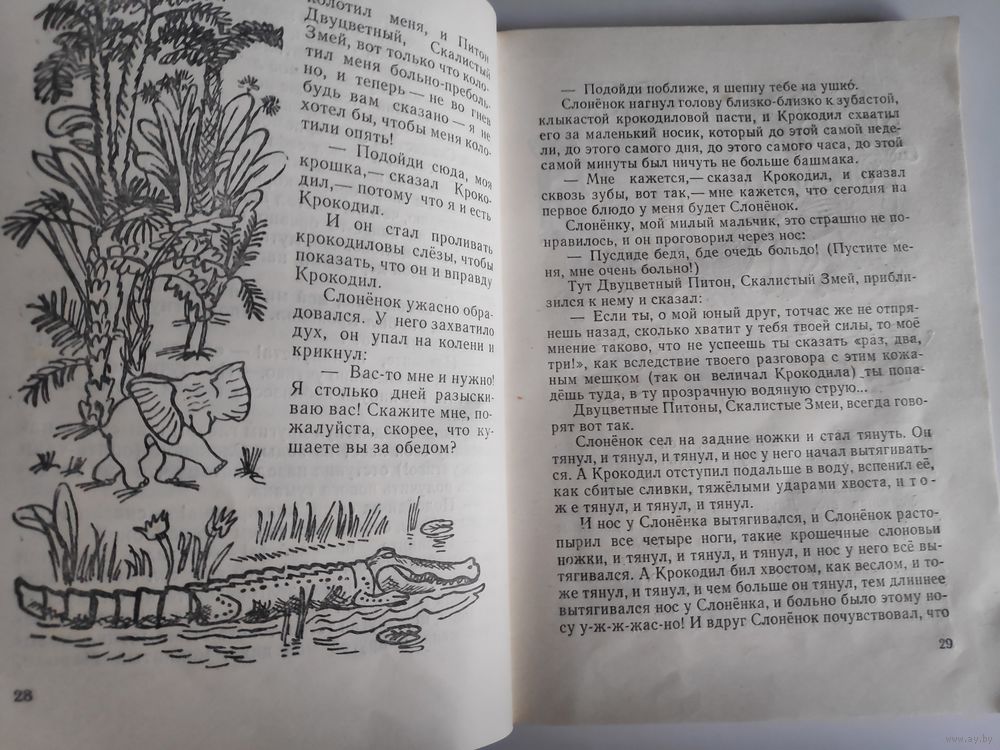 колотил меня, и Питон
Двуцветный, Скалистый
Змей, вот только что коло-
тил меня больно-преболь-
но, и теперь — не во гнев
будь вам сказано — я не
хотел бы, чтобы меня коло-
тили опять!
— Подойди сюда, моя
крошка,— сказал Кроко-
дил,— потому что я и есть
Крокодил.
И он стал проливать
крокодиловы слёзы, чтобы
показать, что он и вправду
Крокодил.
Слонёнок ужасно обра-
довался. У него захватило
дух, он упал на колени и
крикнул:
— Вас-то мне и нужно!
Я столько дней разыски-
ваю вас! Скажите мне, по-
жалуйста, скорее, что ку-
шаете вы за обедом?
28
— Подойди поближе, я шепну тебе на ушко́.
Слонёнок нагнул голову близко-близко к зубастой,
клыкастой крокодиловой пасти, и Крокодил схватил
его за маленький носик, который до этой самой неде-
ли, до этого самого дня, до этого самого часа, до этой
самой минуты был ничуть не больше башмака.
— Мне кажется,— сказал Крокодил, и сказал
сквозь зубы, вот так,— мне кажется, что сегодня на
первое блюдо у меня будет Слонёнок.
Слонёнку, мой милый мальчик, это страшно не по-
нравилось, и он проговорил через нос:
— Пусдиде бедя, бде очедь больдо! (Пустите ме-
ня, мне очень больно!)
Тут Двуцветный Питон, Скалистый Змей, прибли-
зился к нему и сказал:
— Если ты, о мой юный друг, тотчас же не отпря-
нешь назад, сколько хватит у тебя твоей силы, то моё
мнение таково, что не успеешь ты сказать «раз, два,
три!», как вследствие твоего разговора с этим кожа-
ным мешком (так он величал Крокодила) ты попа-
дёшь туда, в ту прозрачную водяную струю...
Двуцветные Питоны, Скалистые Змеи, всегда гово-
рят вот так.
Слонёнок сел на задние ножки и стал тянуть. Он
тянул, и тянул, и тянул, и нос у него начал вытягивать-
ся. А Крокодил отступил подальше в воду, вспенил её,
как сбитые сливки, тяжёлыми ударами хвоста, и т о -
ж е тянул, и тянул, и тянул.
И нос у Слонёнка вытягивался, и Слонёнок расто-
пырил все четыре ноги, такие крошечные слоновьи
ножки, и тянул, и тянул, и тянул, и нос у него всё вы-
тягивался. А Крокодил бил хвостом, как веслом, и то-
же тянул, и тянул, и чем больше он тянул, тем длиннее
вытягивался нос у Слонёнка, и больно было этому но-
су у-ж-ж-жас-но! И вдруг Слонёнок почувствовал, что
29
www.ay.by